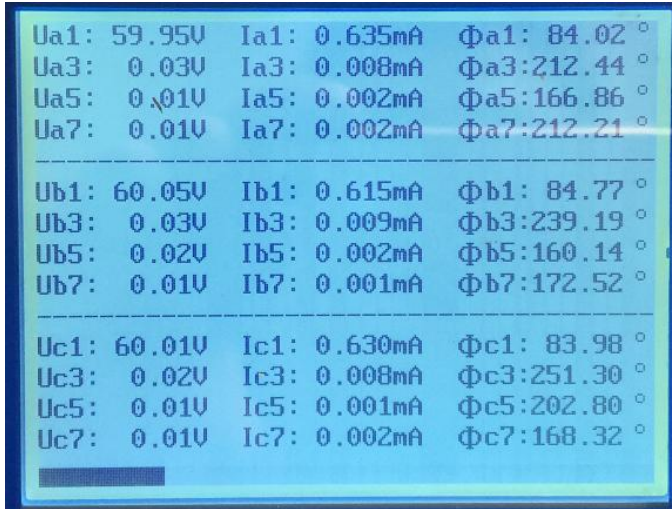 Ua1: 59.95V Ia1: 0.635mA Φa1: 84.02°
Ua3: 0.03V Ia3: 0.008mA Φa3:212.44°
Ua5: 0.01V Ia5: 0.002mA Φa5:166.86°
Ua7: 0.01V Ia7: 0.002mA Φa7:212.21°
Ub1: 60.05V Ib1: 0.615mA Φb1: 84.77°
Ub3: 0.03V Ib3: 0.009mA Φb3:239.19°
Ub5: 0.02V Ib5: 0.002mA Φb5:160.14°
Ub7: 0.01V Ib7: 0.001mA Φb7:172.52°
Uc1: 60.01V Ic1: 0.630mA Φc1: 83.98°
Uc3: 0.02V Ic3: 0.008mA Φc3:251.30°
Uc5: 0.01V Ic5: 0.001mA Φc5:202.80°
Uc7: 0.01V Ic7: 0.002mA Φc7:168.32°